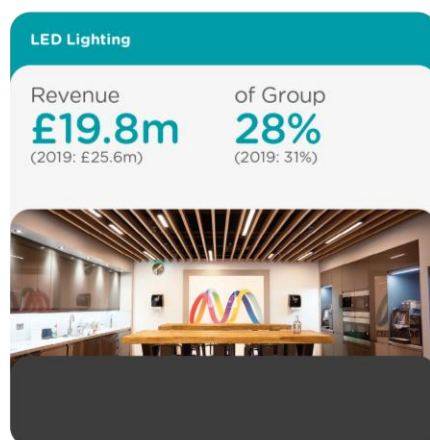 LED Lighting
Revenue
£19.8m
(2019: £25.6m)
of Group
28%
(2019: 31%)